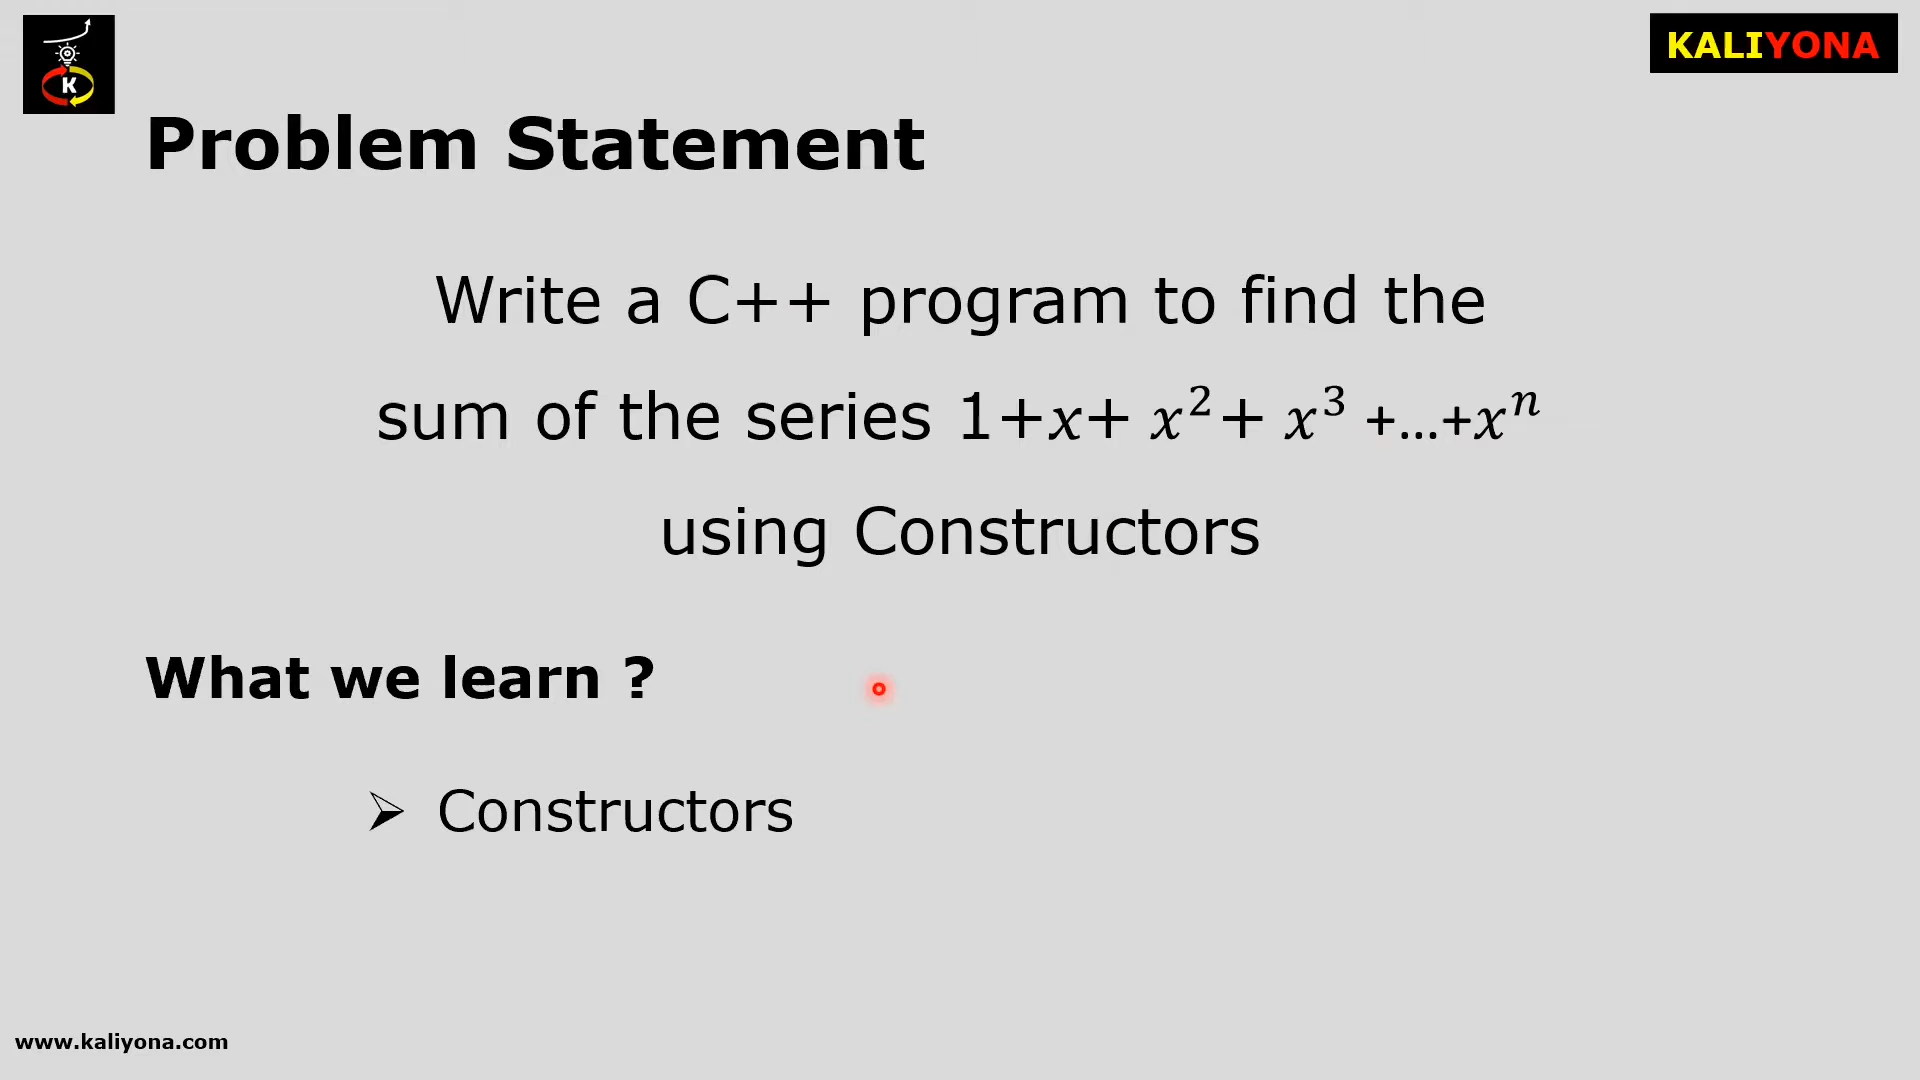 K
KALIYONA
Problem Statement
Write a C++ program to find the
sum of the series 1+x+ x² + x³ +...+xⁿ
using Constructors
What we learn ?
➢ Constructors
www.kaliyona.com